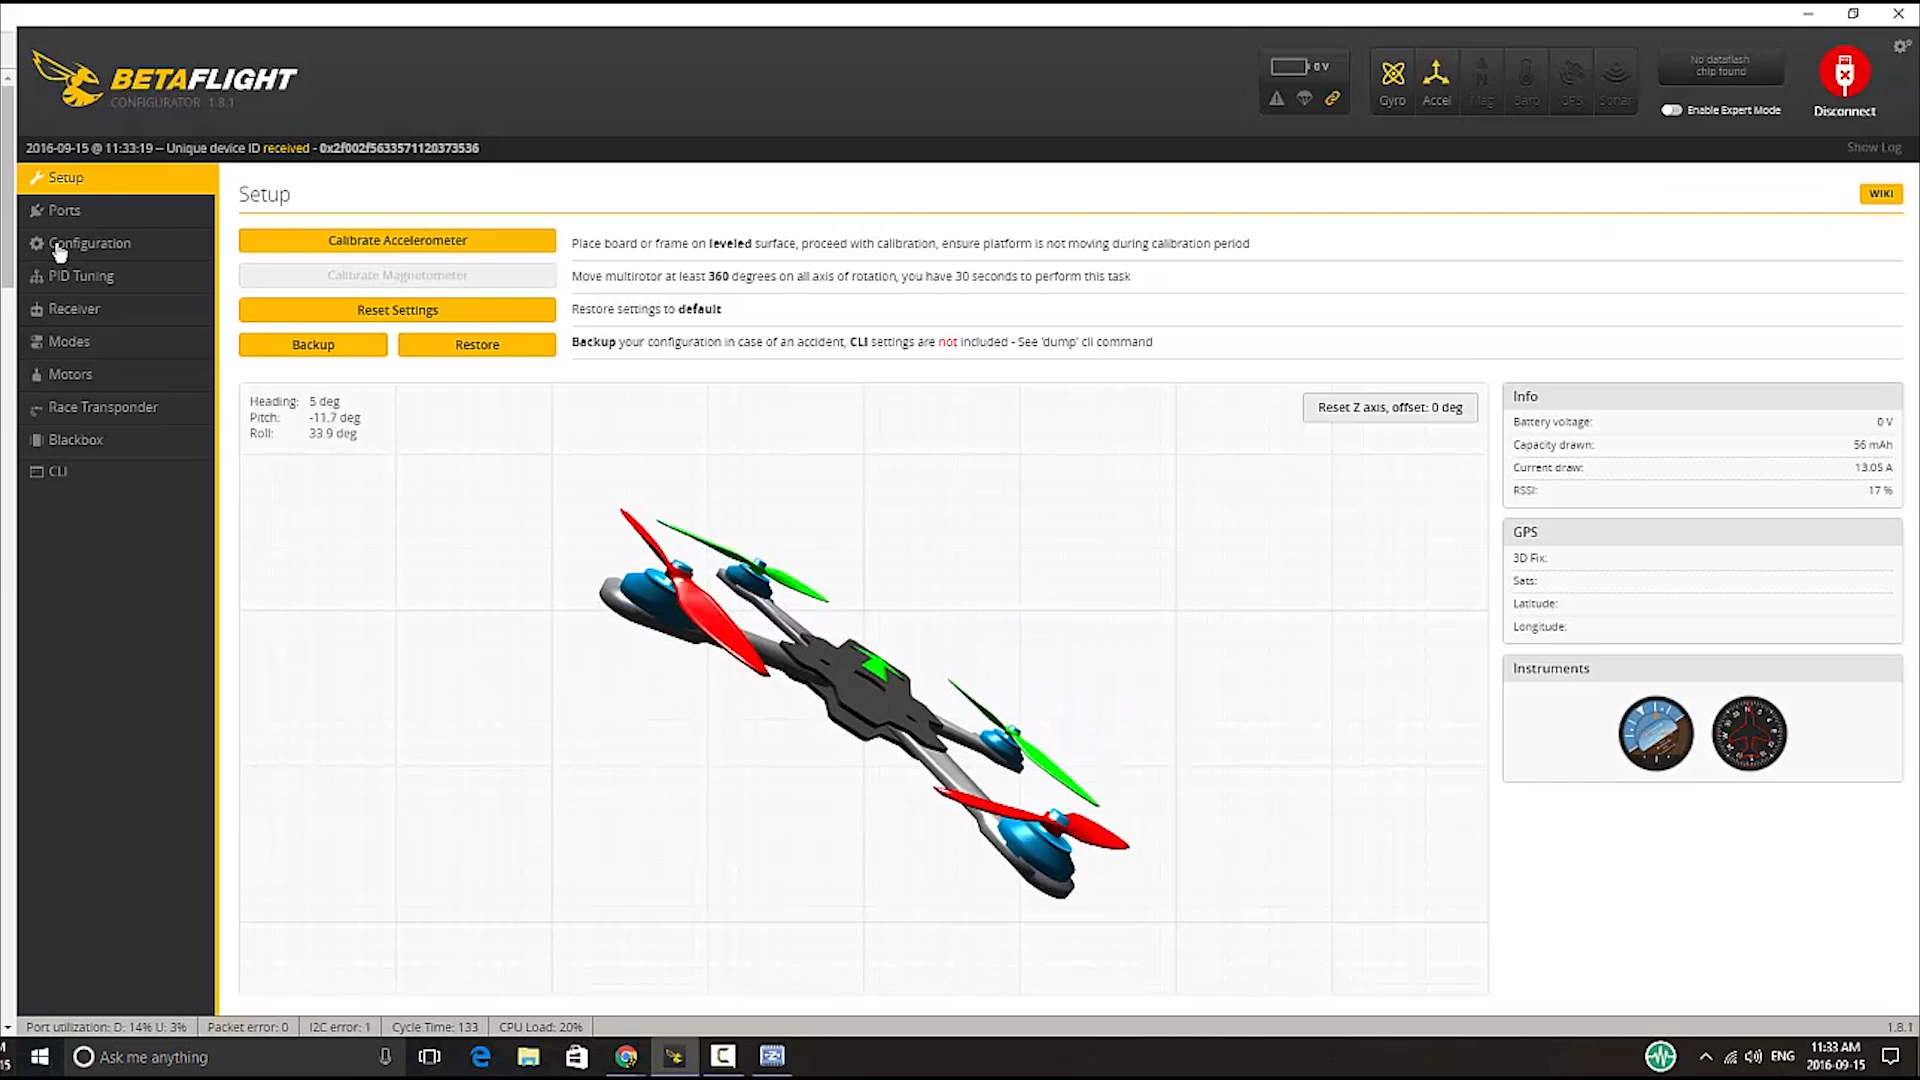 BETAFLIGHT
CONFIGURATOR 1.8.1
0 V
Gyro Accel Mag Baro GPS Sonar
No dataflash
chip found
Enable Expert Mode
Disconnect
2016-09-15 @ 11:33:19 -- Unique device ID received - 0x2f002f5633571120373536
Show Log
Setup
Ports
Configuration
PID Tuning
Receiver
Modes
Motors
Race Transponder
Blackbox
CLI
Setup
WIKI
Calibrate Accelerometer
Place board or frame on leveled surface, proceed with calibration, ensure platform is not moving during calibration period
Calibrate Magnetometer
Move multirotor at least 360 degrees on all axis of rotation, you have 30 seconds to perform this task
Reset Settings
Restore settings to default
Backup
Restore
Backup your configuration in case of an accident, CLI settings are not included - See 'dump' cli command
Heading: 5 deg
Pitch: -11.7 deg
Roll: 33.9 deg
Reset Z axis, offset: 0 deg
Info
Battery voltage: 0 V
Capacity drawn: 56 mAh
Current draw: 13.05 A
RSSI: 17 %
GPS
3D Fix:
Sats:
Latitude:
Longitude:
Instruments
Port utilization: D: 14% U: 3%
Packet error: 0
I2C error: 1
Cycle Time: 133
CPU Load: 20%
1.8.1
Ask me anything
ENG
11:33 AM
2016-09-15